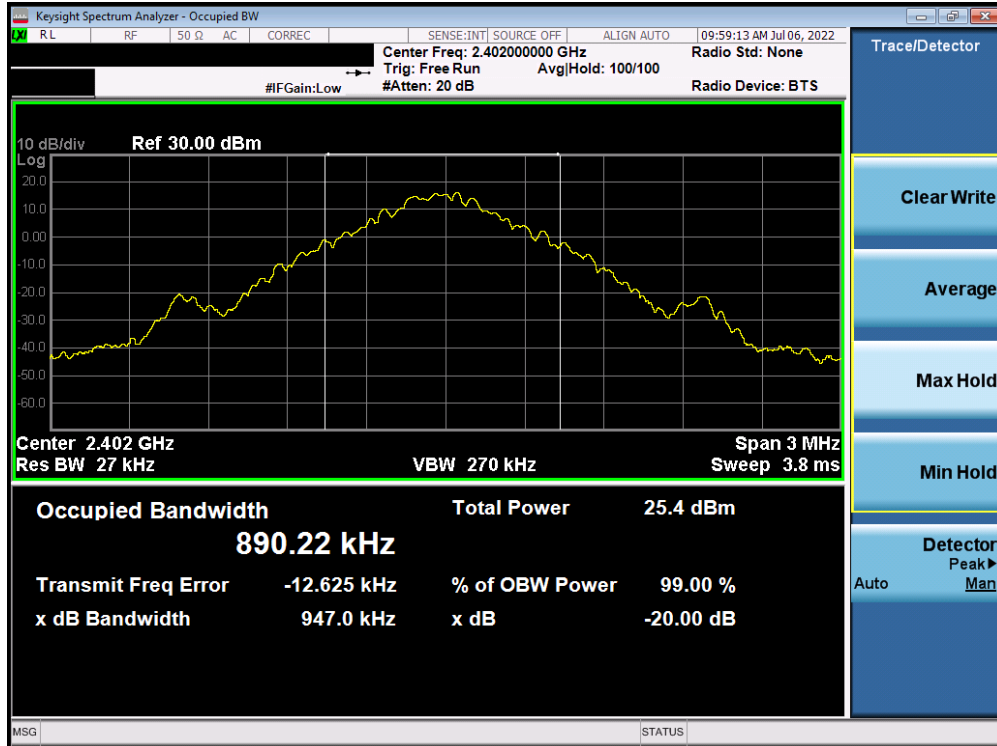 Keysight Spectrum Analyzer - Occupied BW
LXI RL RF 50 Ω AC CORREC SENSE:INT SOURCE OFF ALIGN AUTO 09:59:13 AM Jul 06, 2022
Center Freq: 2.402000000 GHz Radio Std: None
Trig: Free Run Avg|Hold: 100/100
#IFGain:Low #Atten: 20 dB Radio Device: BTS
Trace/Detector
10 dB/div Ref 30.00 dBm
Log
20.0
10.0
0.00
-10.0
-20.0
-30.0
-40.0
-50.0
-60.0
Center 2.402 GHz Span 3 MHz
Res BW 27 kHz VBW 270 kHz Sweep 3.8 ms
Occupied Bandwidth Total Power 25.4 dBm
890.22 kHz
Transmit Freq Error -12.625 kHz % of OBW Power 99.00 %
x dB Bandwidth 947.0 kHz x dB -20.00 dB
Clear Write
Average
Max Hold
Min Hold
Detector
Peak▶
Auto Man
MSG STATUS